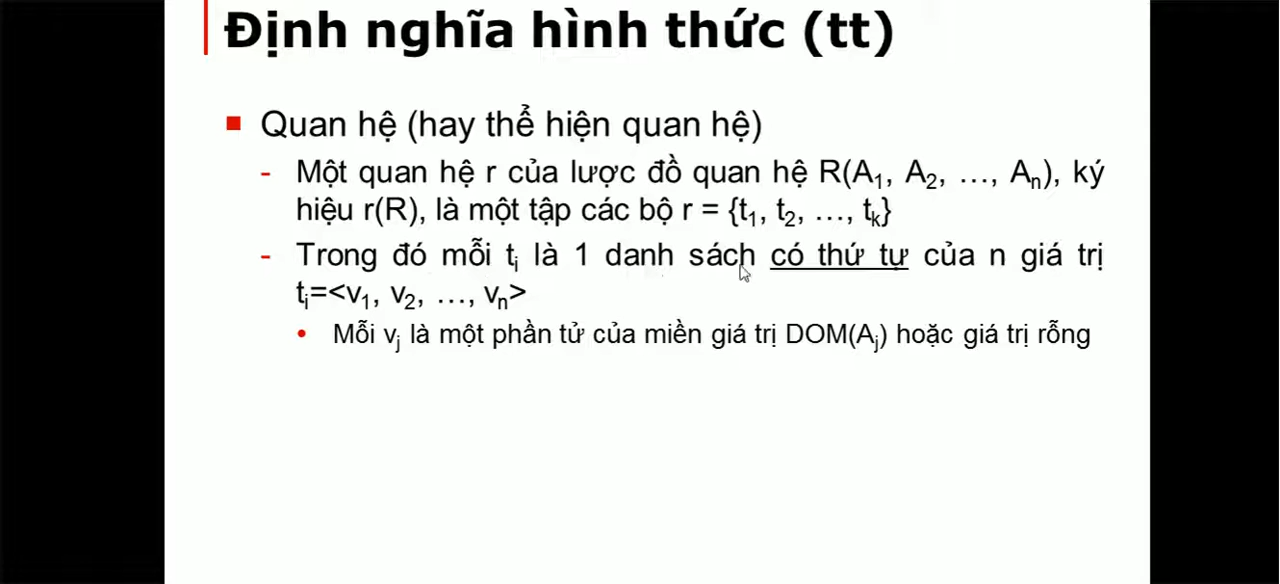 Định nghĩa hình thức (tt)
Quan hệ (hay thể hiện quan hệ)
- Một quan hệ r của lược đồ quan hệ R(A₁, A₂, …, Aₙ), ký
hiệu r(R), là một tập các bộ r = {t₁, t₂, …, tₖ}
- Trong đó mỗi tᵢ là 1 danh sách có thứ tự của n giá trị
tᵢ=<v₁, v₂, …, vₙ>
• Mỗi vⱼ là một phần tử của miền giá trị DOM(Aⱼ) hoặc giá trị rỗng